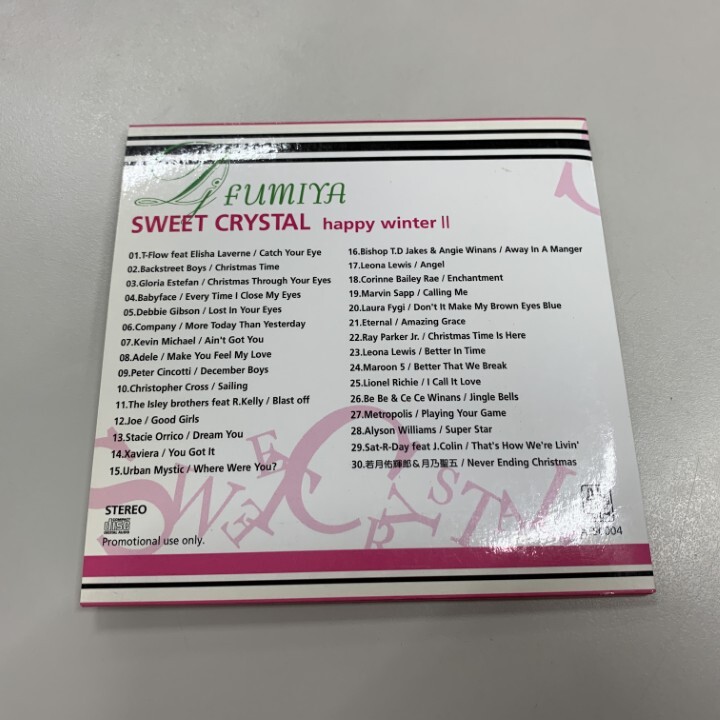 Dj FUMIYA
SWEET CRYSTAL happy winter II
01.T-Flow feat Elisha Laverne / Catch Your Eye
02.Backstreet Boys / Christmas Time
03.Gloria Estefan / Christmas Through Your Eyes
04.Babyface / Every Time I Close My Eyes
05.Debbie Gibson / Lost In Your Eyes
06.Company / More Today Than Yesterday
07.Kevin Michael / Ain't Got You
08.Adele / Make You Feel My Love
09.Peter Cincotti / December Boys
10.Christopher Cross / Sailing
11.The Isley brothers feat R.Kelly / Blast off
12.Joe / Good Girls
13.Stacie Orrico / Dream You
14.Xaviera / You Got It
15.Urban Mystic / Where Were You?
16.Bishop T.D Jakes & Angie Winans / Away In A Manger
17.Leona Lewis / Angel
18.Corinne Bailey Rae / Enchantment
19.Marvin Sapp / Calling Me
20.Laura Fygi / Don't It Make My Brown Eyes Blue
21.Eternal / Amazing Grace
22.Ray Parker Jr. / Christmas Time Is Here
23.Leona Lewis / Better In Time
24.Maroon 5 / Better That We Break
25.Lionel Richie / I Call It Love
26.Be Be & Ce Ce Winans / Jingle Bells
27.Metropolis / Playing Your Game
28.Alyson Williams / Super Star
29.Sat-R-Day feat J.Colin / That's How We're Livin'
30.若月佑輝郎＆月乃聖五 / Never Ending Christmas
SWEET CRYSTAL
STEREO
COMPACT
disc
DIGITAL AUDIO
Promotional use only.